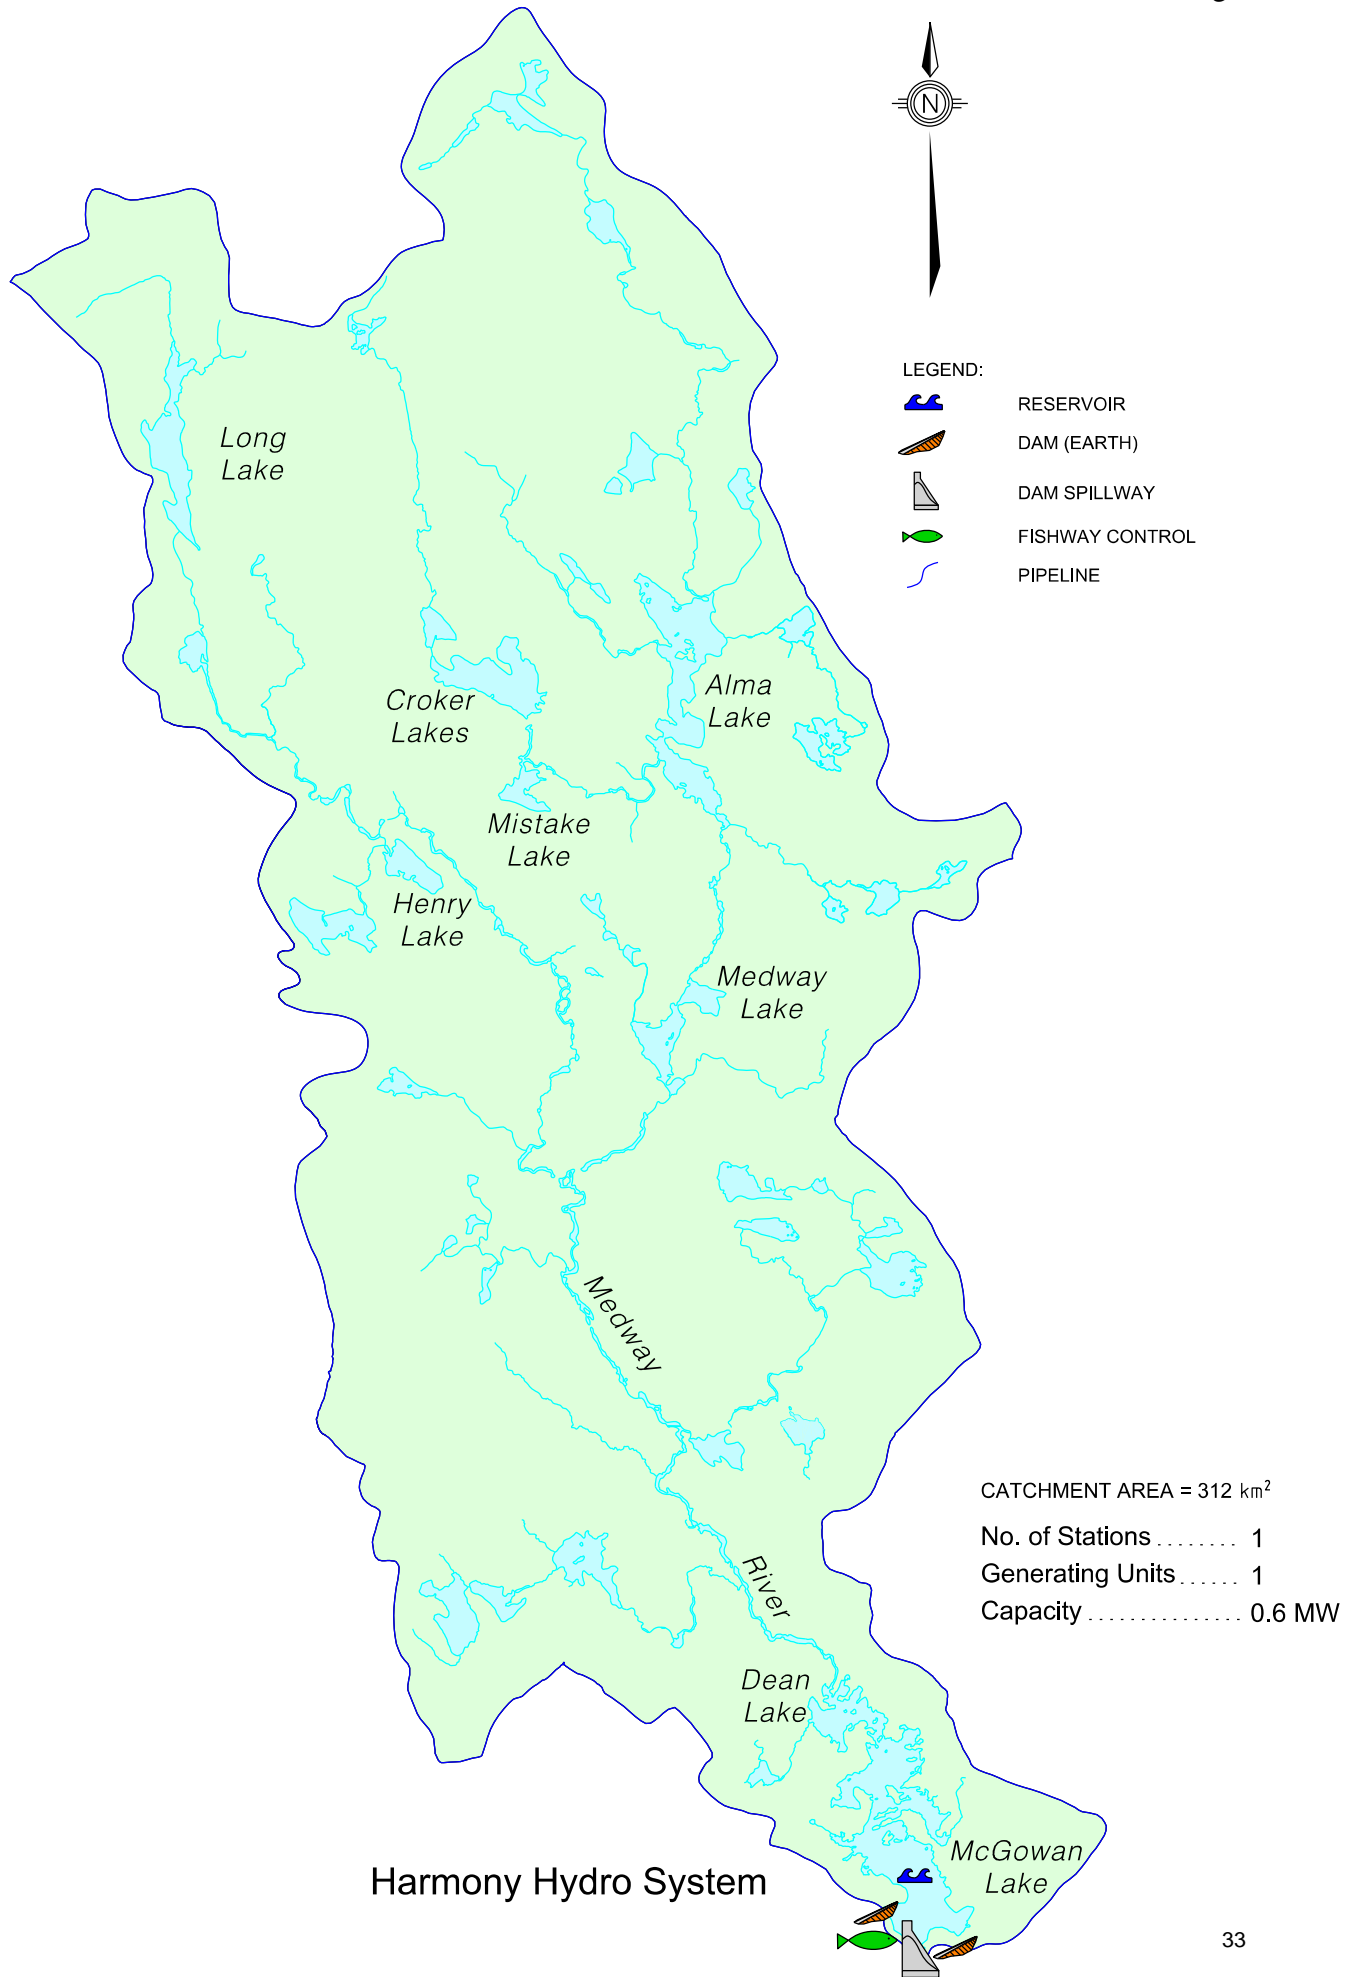 g
N
LEGEND:
RESERVOIR
DAM (EARTH)
DAM SPILLWAY
FISHWAY CONTROL
PIPELINE
Long
Lake
Croker
Lakes
Alma
Lake
Mistake
Lake
Henry
Lake
Medway
Lake
Medway
River
CATCHMENT AREA = 312 km²
No. of Stations ........ 1
Generating Units ...... 1
Capacity ............... 0.6 MW
Dean
Lake
McGowan
Lake
Harmony Hydro System
33